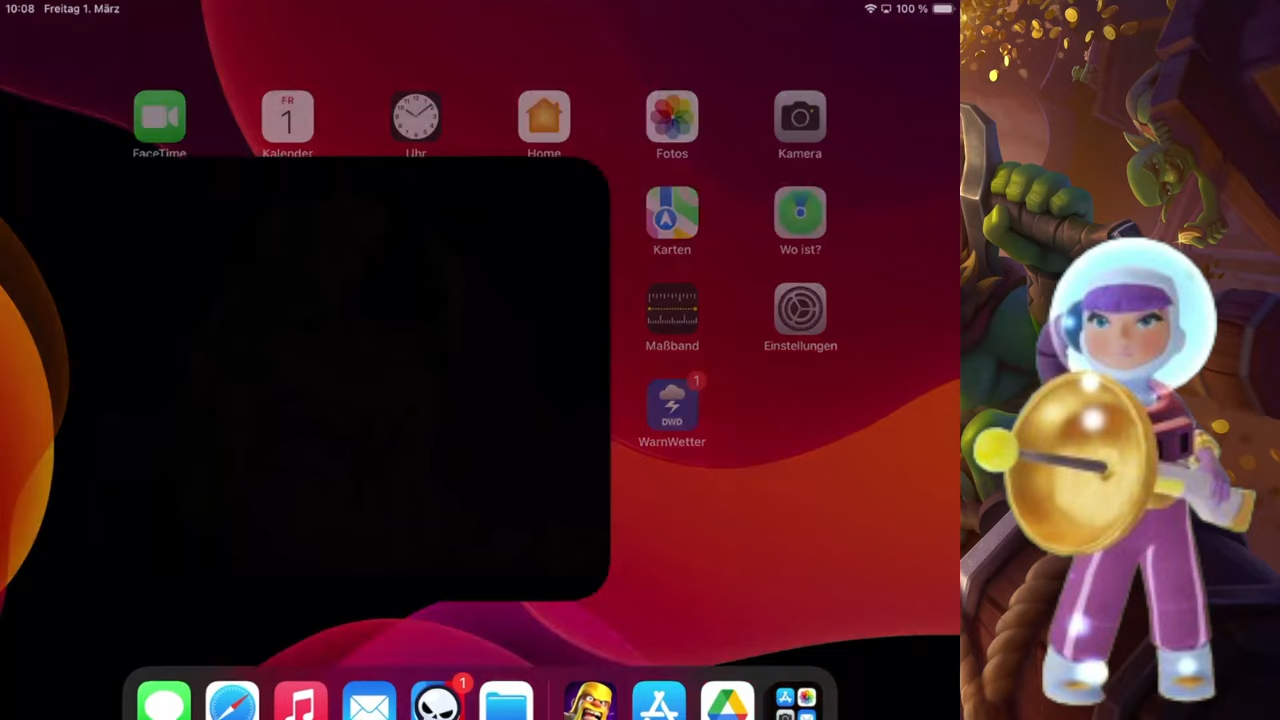 10:08 Freitag 1. März
100 %
FR
1
FaceTime
Kalender
Uhr
Home
Fotos
Kamera
Karten
Wo ist?
Maßband
Einstellungen
1
DWD
WarnWetter
1